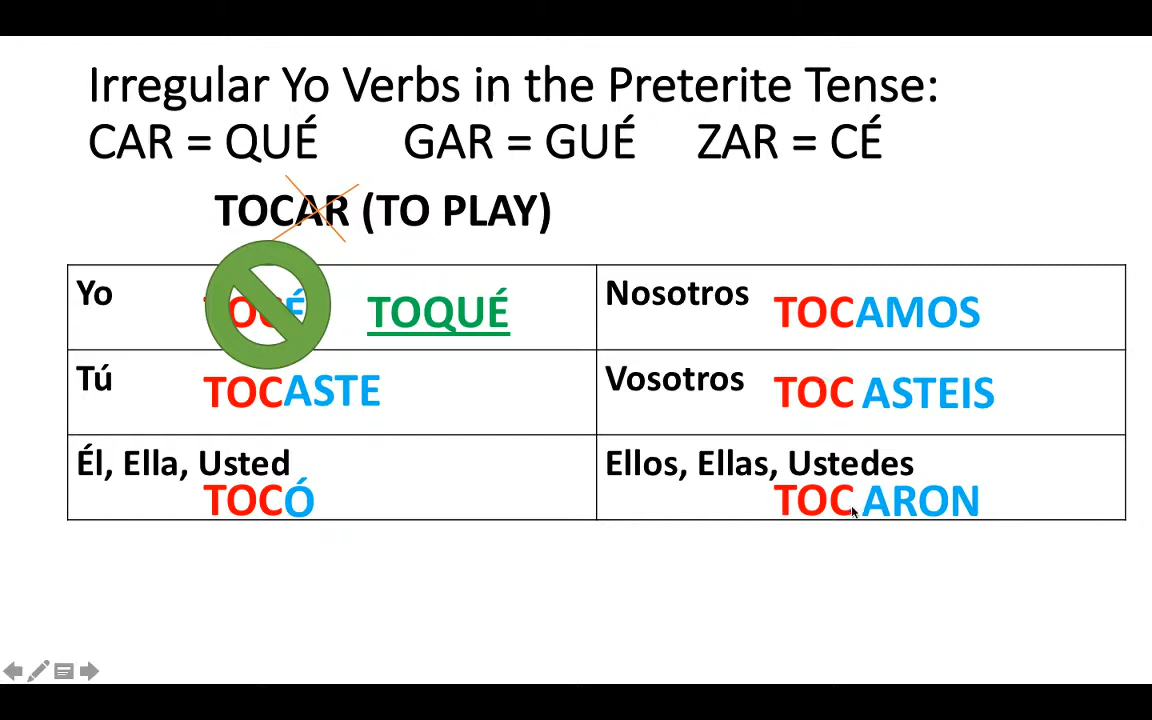 Irregular Yo Verbs in the Preterite Tense:
CAR = QUÉ GAR = GUÉ ZAR = CÉ
TOCAR (TO PLAY)
Yo
TOCÉ TOQUÉ
Nosotros
TOCAMOS
Tú
TOCASTE
Vosotros
TOC ASTEIS
Él, Ella, Usted
TOCÓ
Ellos, Ellas, Ustedes
TOC ARON